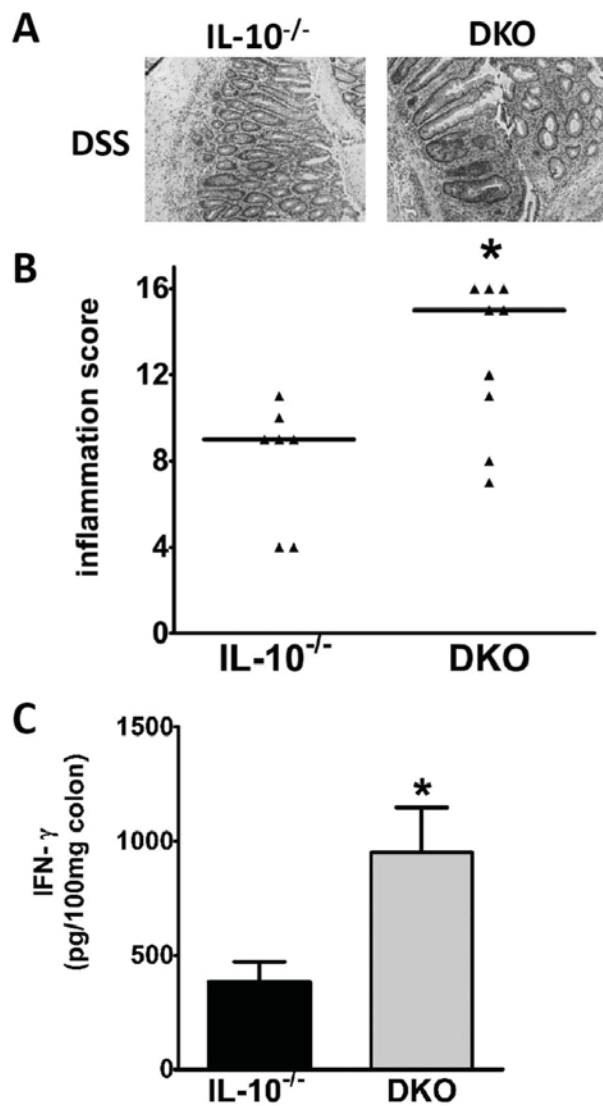 A
IL-10-/-
DKO
DSS
B
*
inflammation score
16
12
8
4
0
IL-10-/-
DKO
C
IFN- γ
(pg/100mg colon)
1500
1000
500
0
*
IL-10-/-
DKO